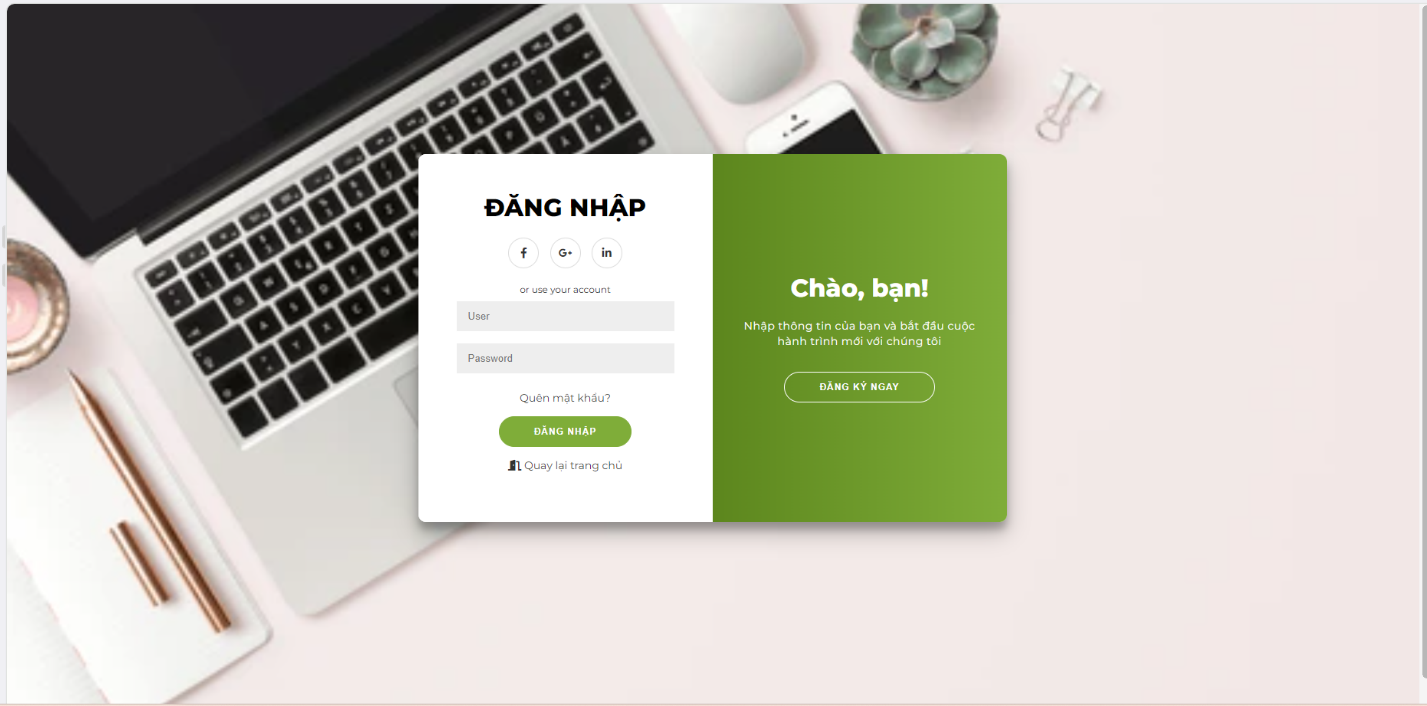 ĐĂNG NHẬP
f
G+
in
or use your account
User
Password
Quên mật khẩu?
ĐĂNG NHẬP
Quay lại trang chủ
Chào, bạn!
Nhập thông tin của bạn và bắt đầu cuộc
hành trình mới với chúng tôi
ĐĂNG KÝ NGAY